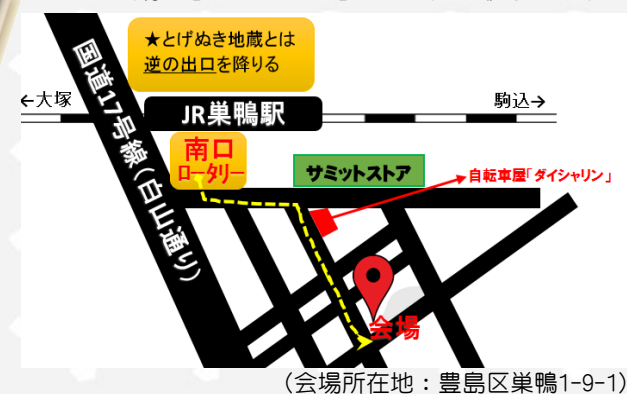 ★とげぬき地蔵とは
逆の出口を降りる
←大塚
JR巣鴨駅
駒込→
国道17号線(白山通り)
南口
ロータリー
サミットストア
自転車屋「ダイシャリン」
会場
(会場所在地:豊島区巣鴨1-9-1)